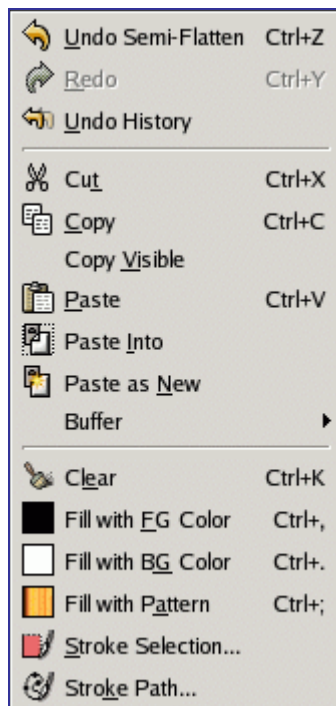 Undo Semi-Flatten Ctrl+Z
Redo Ctrl+Y
Undo History
Cut Ctrl+X
Copy Ctrl+C
Copy Visible
Paste Ctrl+V
Paste Into
Paste as New
Buffer
Clear Ctrl+K
Fill with FG Color Ctrl+,
Fill with BG Color Ctrl+.
Fill with Pattern Ctrl+;
Stroke Selection...
Stroke Path...